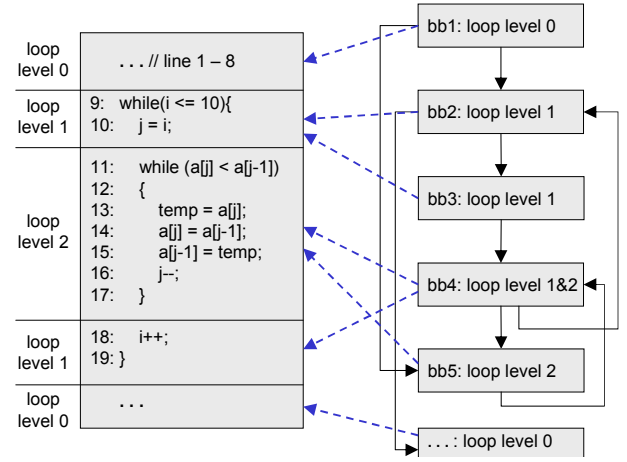 loop
level 0
. . . // line 1 – 8
loop
level 1
9: while(i <= 10){
10: j = i;
loop
level 2
11: while (a[j] < a[j-1])
12: {
13: temp = a[j];
14: a[j] = a[j-1];
15: a[j-1] = temp;
16: j--;
17: }
loop
level 1
18: i++;
19: }
loop
level 0
. . .
bb1: loop level 0
bb2: loop level 1
bb3: loop level 1
bb4: loop level 1&2
bb5: loop level 2
. . . : loop level 0